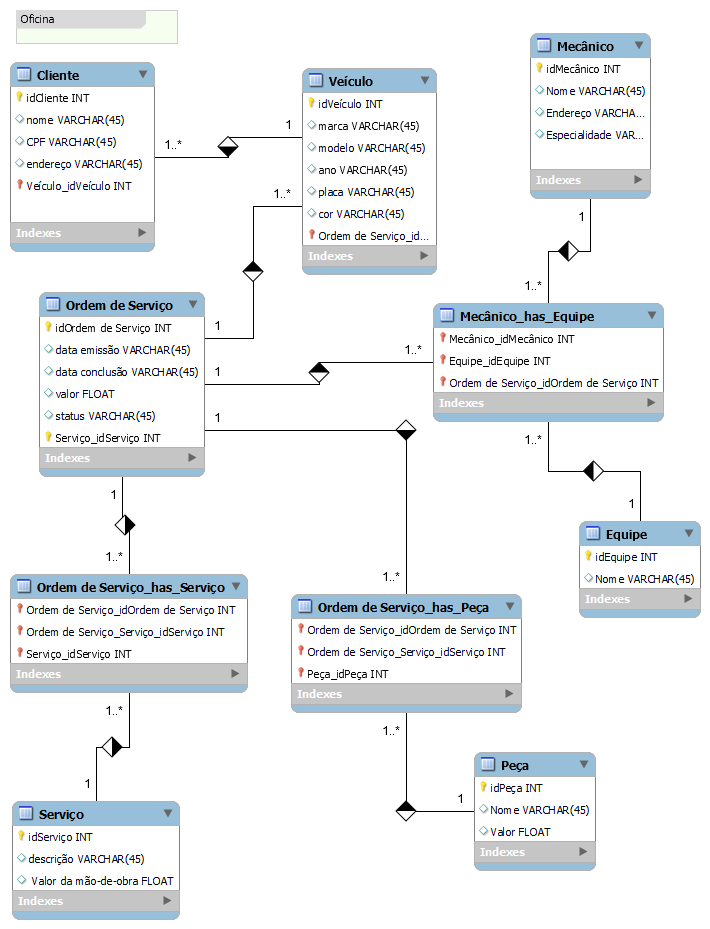 Oficina
Cliente
idCliente INT
nome VARCHAR(45)
CPF VARCHAR(45)
endereço VARCHAR(45)
Veículo_idVeículo INT
Indexes
1..*
1
Veículo
idVeículo INT
marca VARCHAR(45)
modelo VARCHAR(45)
ano VARCHAR(45)
placa VARCHAR(45)
cor VARCHAR(45)
Ordem de Serviço_id...
Indexes
1..*
1
Mecânico
idMecânico INT
Nome VARCHAR(45)
Endereço VARCHA...
Especialidade VAR...
Indexes
1
1..*
Ordem de Serviço
idOrdem de Serviço INT
data emissão VARCHAR(45)
data conclusão VARCHAR(45)
valor FLOAT
status VARCHAR(45)
Serviço_idServiço INT
Indexes
1
1..*
1
1..*
Mecânico_has_Equipe
Mecânico_idMecânico INT
Equipe_idEquipe INT
Ordem de Serviço_idOrdem de Serviço INT
Indexes
1..*
1
Equipe
idEquipe INT
Nome VARCHAR(45)
Indexes
1
1..*
Ordem de Serviço_has_Serviço
Ordem de Serviço_idOrdem de Serviço INT
Ordem de Serviço_Serviço_idServiço INT
Serviço_idServiço INT
Indexes
1..*
1
Ordem de Serviço_has_Peça
Ordem de Serviço_idOrdem de Serviço INT
Ordem de Serviço_Serviço_idServiço INT
Peça_idPeça INT
Indexes
1..*
1
Peça
idPeça INT
Nome VARCHAR(45)
Valor FLOAT
Indexes
Serviço
idServiço INT
descrição VARCHAR(45)
Valor da mão-de-obra FLOAT
Indexes